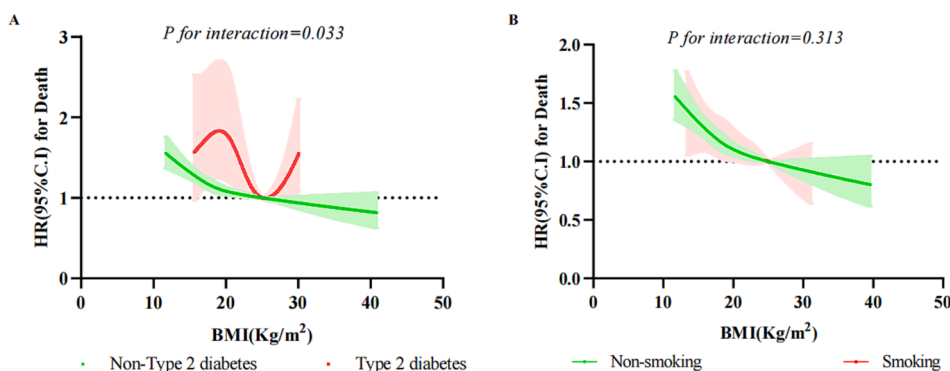 A
P for interaction=0.033
HR(95%C.I) for Death
3
2
1
0
0 10 20 30 40 50
BMI(Kg/m²)
Non-Type 2 diabetes Type 2 diabetes
B
P for interaction=0.313
HR(95%C.I) for Death
2.0
1.5
1.0
0.5
0.0
0 10 20 30 40 50
BMI(Kg/m²)
Non-smoking Smoking